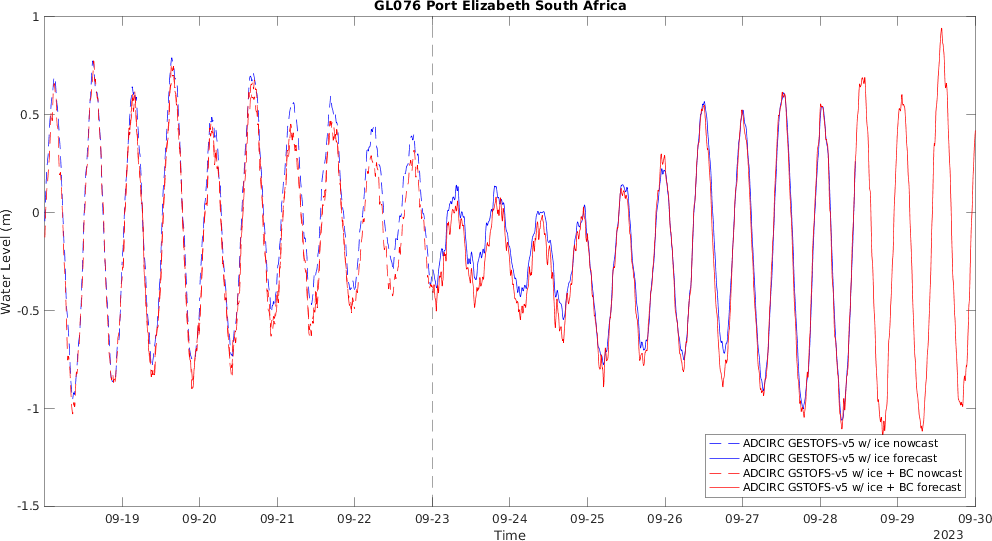 GL076 Port Elizabeth South Africa
1
0.5
0
-0.5
-1
-1.5
Water Level (m)
ADCIRC GESTOFS-v5 w/ ice nowcast
ADCIRC GESTOFS-v5 w/ ice forecast
ADCIRC GSTOFS-v5 w/ ice + BC nowcast
ADCIRC GSTOFS-v5 w/ ice + BC forecast
09-19 09-20 09-21 09-22 09-23 09-24 09-25 09-26 09-27 09-28 09-29 09-30
Time
2023